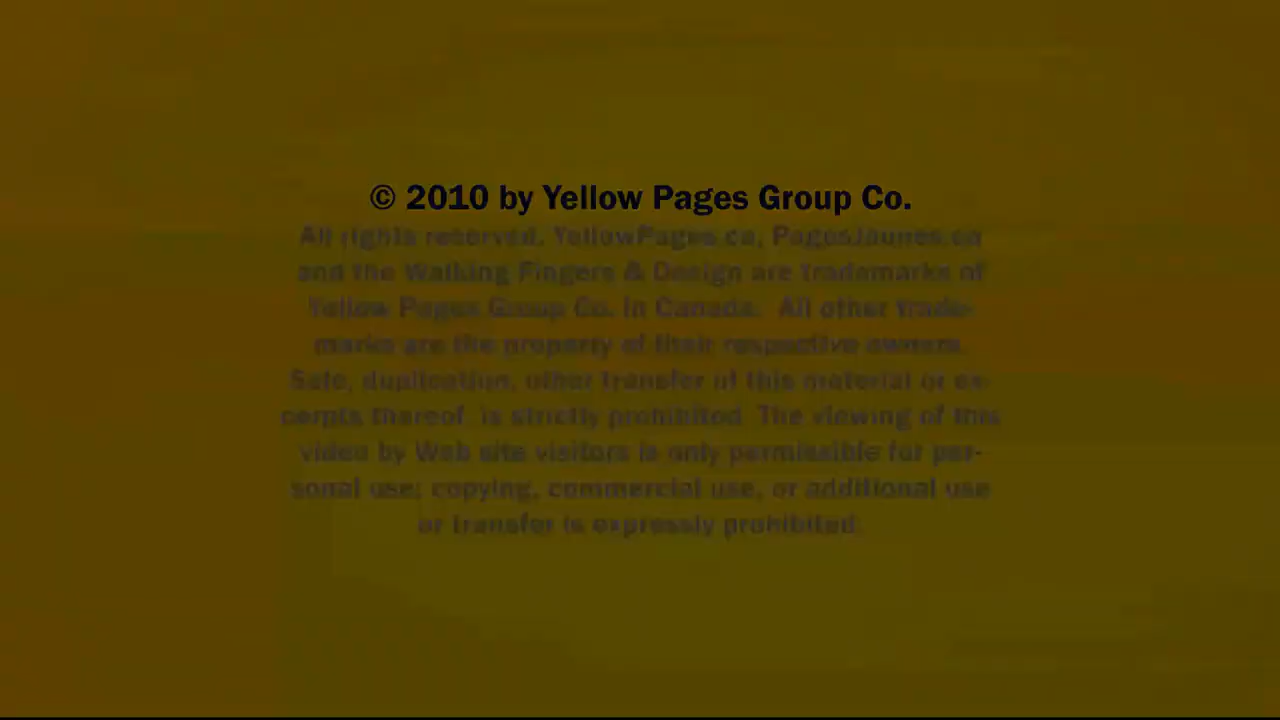 © 2010 by Yellow Pages Group Co.
All rights reserved. YellowPages.ca, PagesJaunes.ca
and the Walking Fingers & Design are trademarks of
Yellow Pages Group Co. in Canada. All other trade-
marks are the property of their respective owners.
Sale, duplication, other transfer of this material or ex-
cerpts thereof, is strictly prohibited. The viewing of this
video by Web site visitors is only permissible for per-
sonal use; copying, commercial use, or additional use
or transfer is expressly prohibited.